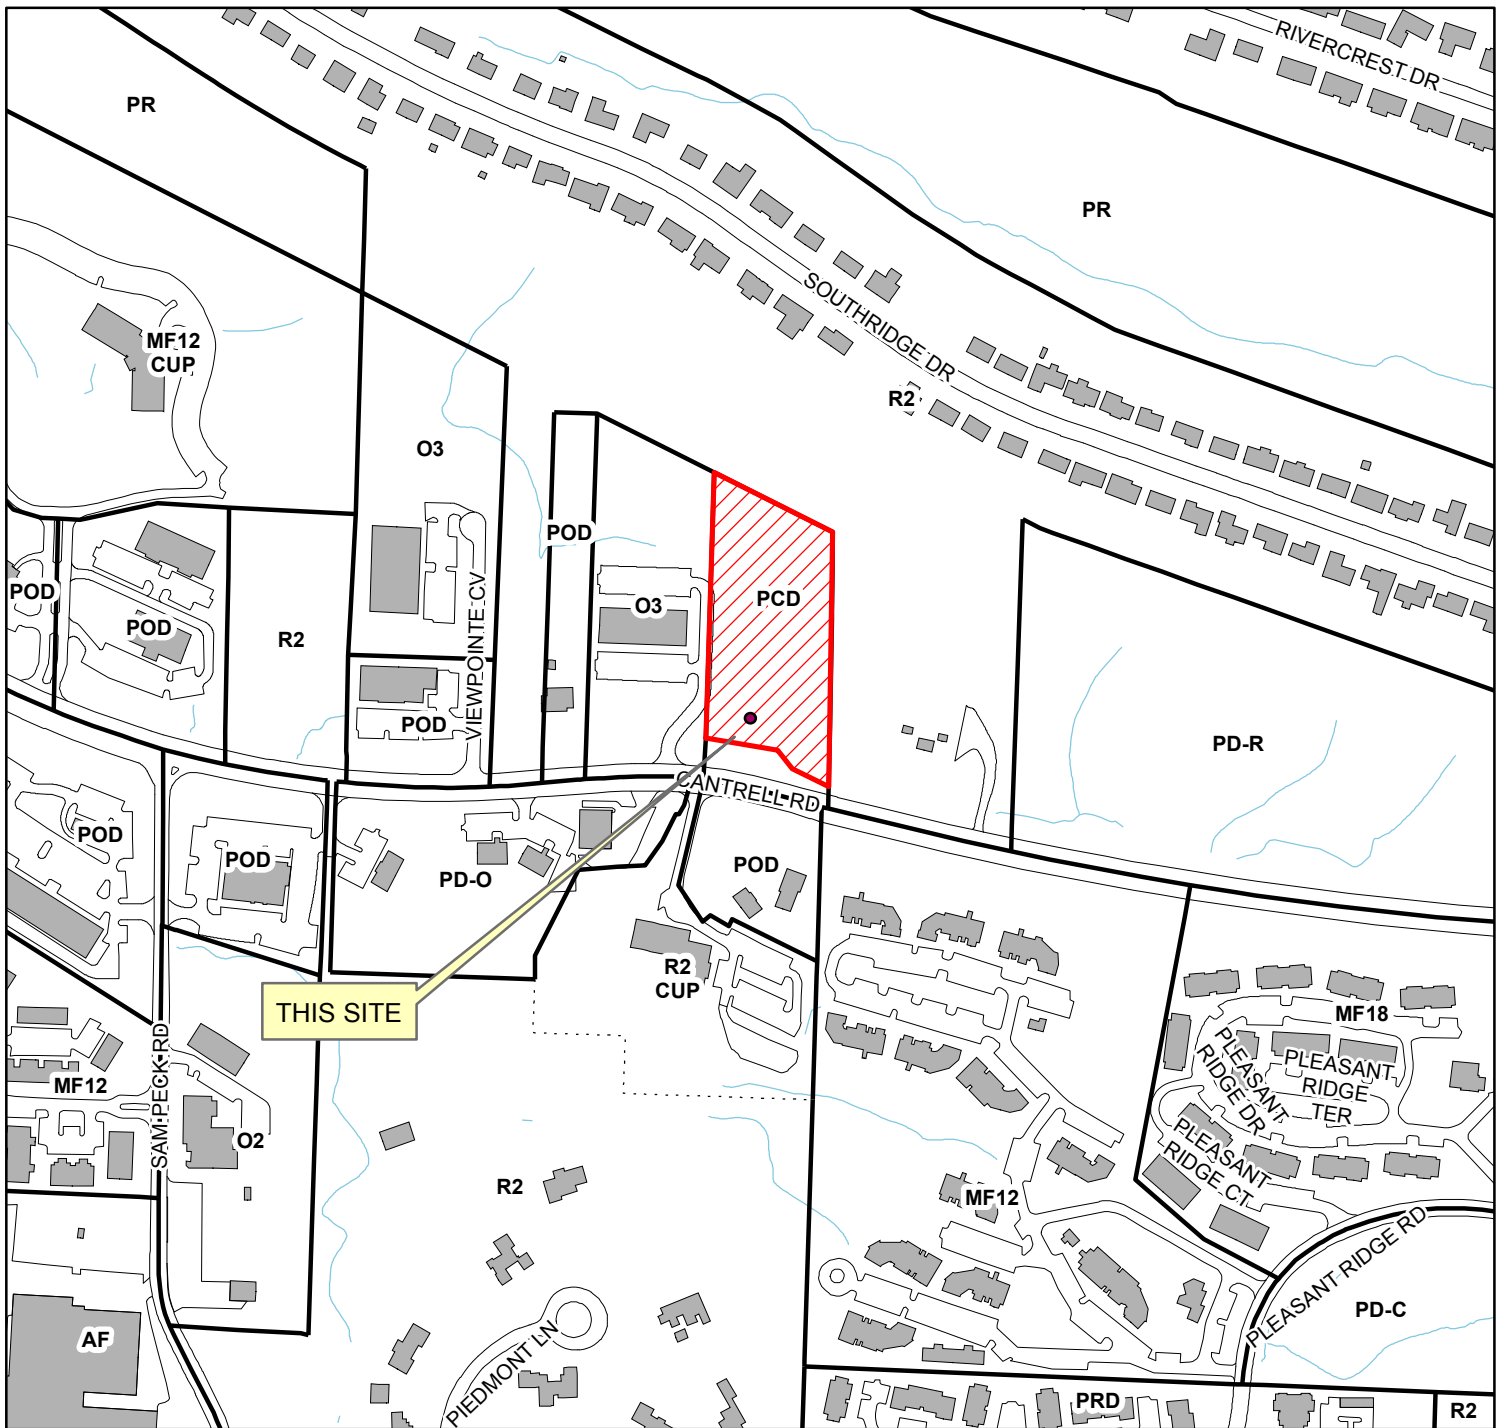 RIVERCREST DR
PR
PR
SOUTHRIDGE DR
MF12
CUP
R2
O3
POD
PCD
O3
POD
POD
R2
VIEWPOINTE CV
POD
PD-R
CANTRELL RD
POD
POD
PD-O
POD
R2
CUP
THIS SITE
MF18
PLEASANT
RIDGE DR
PLEASANT
RIDGE
TER
SAM PECK RD
MF12
O2
PLEASANT
RIDGE CT
R2
MF12
PLEASANT RIDGE RD
PD-C
AF
PIEDMONT LN
PRD
R2